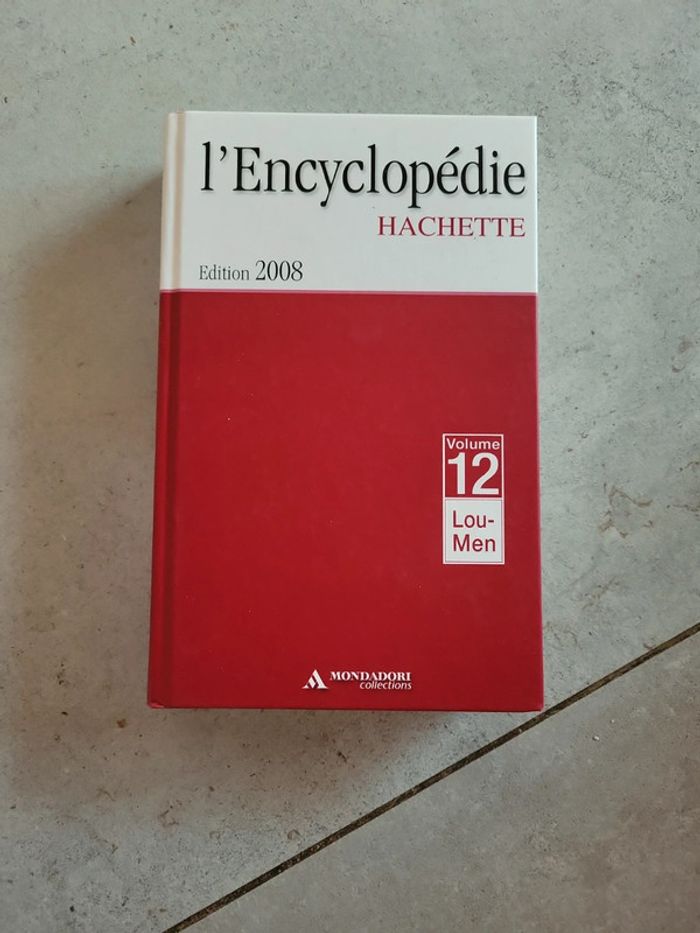 l'Encyclopédie
HACHETTE
Edition 2008
Volume
12
Lou-
Men
MONDADORI
collections